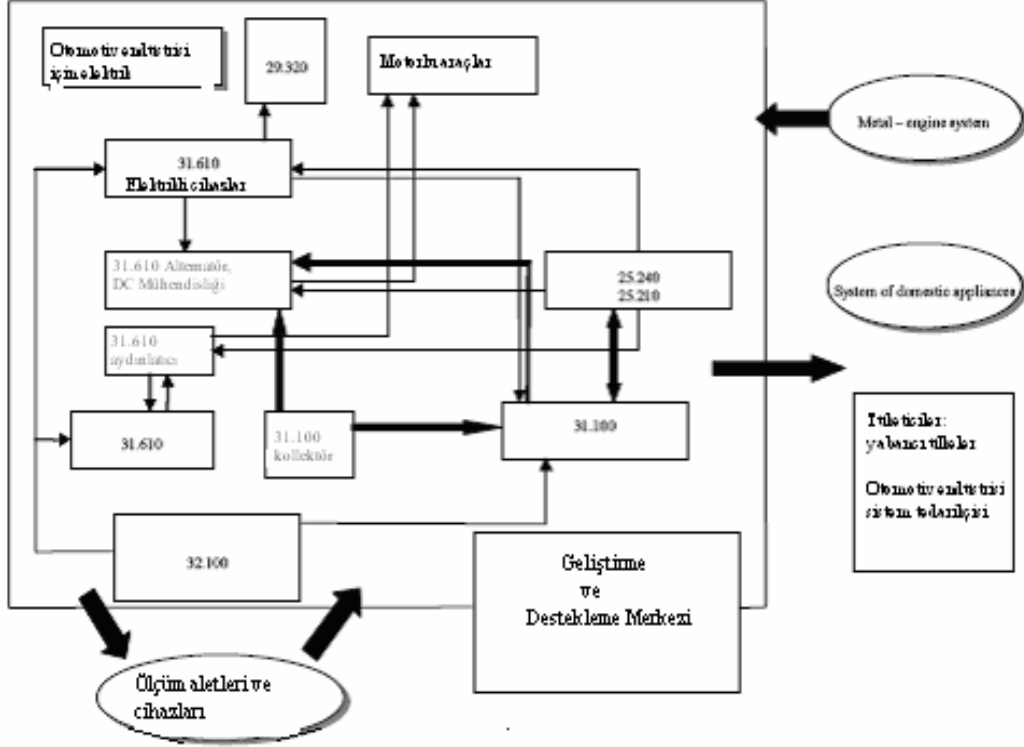 Otomotiv endüstrisi
için elektrik
29.320
Motorlu araçlar
Metal – engine system
31.610
Elektrikli cihazlar
31.610 Alternatör,
DC Mühendisliği
25.240
25.210
System of domestic appliances
31.610
aydınlatıcı
31.610
31.100
kollektör
31.100
Tüketiciler:
yabancı ülkeler
Otomotiv endüstrisi
sistem tedarikçisi
32.100
Geliştirme
ve
Destekleme Merkezi
Ölçüm aletleri ve
cihazları